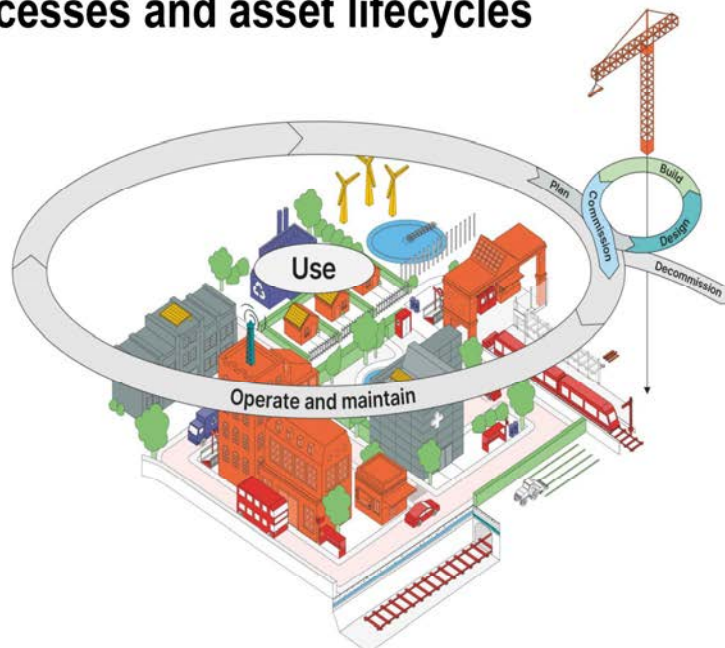 cesses and asset lifecycles
Plan
Build
Commission
Design
Decommission
Use
Operate and maintain